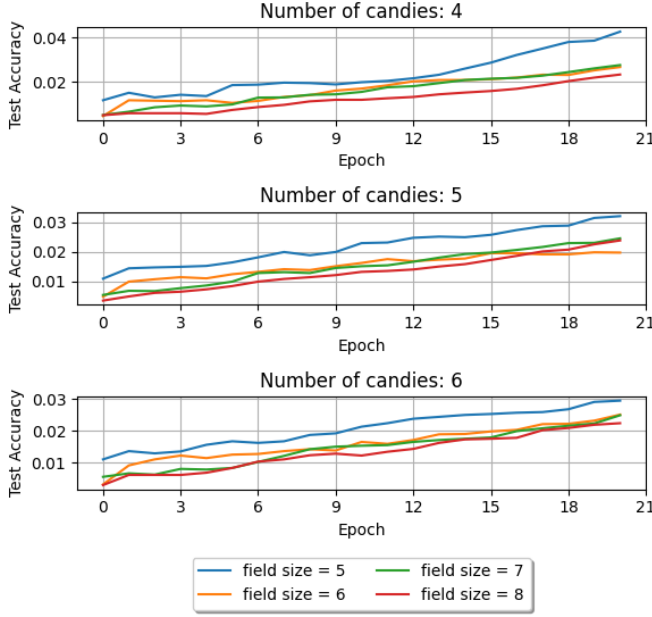 Number of candies: 4
Test Accuracy
0.04
0.02
0 3 6 9 12 15 18 21
Epoch
Number of candies: 5
Test Accuracy
0.03
0.02
0.01
0 3 6 9 12 15 18 21
Epoch
Number of candies: 6
Test Accuracy
0.03
0.02
0.01
0 3 6 9 12 15 18 21
Epoch
field size = 5 field size = 7
field size = 6 field size = 8